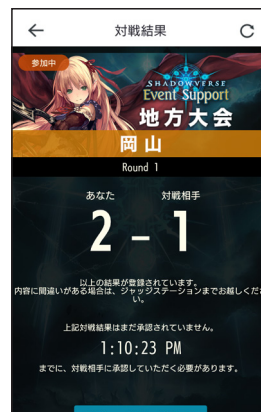 対戦結果
参加中
SHADOWVERSE
Event Support
地方大会
岡山
Round 1
あなた 対戦相手
2 - 1
以上の結果が登録されています。
内容に間違いがある場合は、ジャッジステーションまでお越しくださ
い。
上記対戦結果はまだ承認されていません。
1:10:23 PM
までに、対戦相手に承認していただく必要があります。